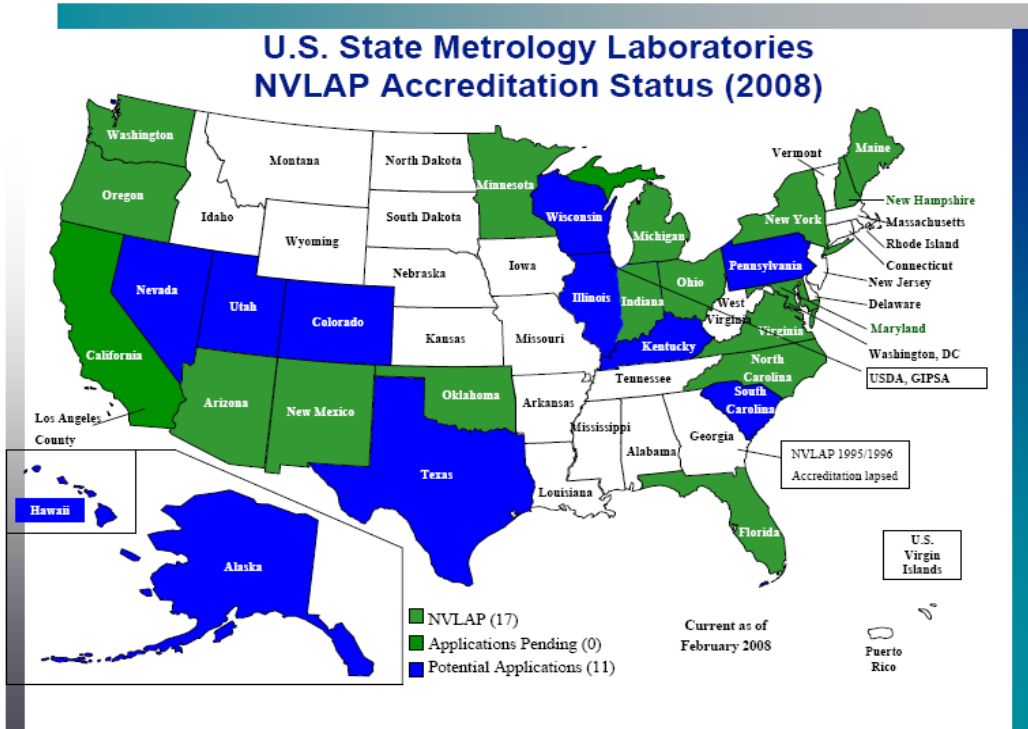 U.S. State Metrology Laboratories
NVLAP Accreditation Status (2008)
Washington
Montana
North Dakota
Minnesota
Vermont
Maine
Oregon
Idaho
South Dakota
Wisconsin
Michigan
New York
New Hampshire
Massachusetts
Rhode Island
Connecticut
Wyoming
Nebraska
Iowa
Pennsylvania
New Jersey
Delaware
Nevada
Utah
Colorado
Illinois
Indiana
Ohio
West
Virginia
Virginia
Maryland
Washington, DC
California
Kansas
Missouri
Kentucky
USDA, GIPSA
North
Carolina
Tennessee
South
Carolina
Los Angeles
County
Arizona
New Mexico
Oklahoma
Arkansas
Mississippi
Alabama
Georgia
NVLAP 1995/1996
Accreditation lapsed
Texas
Louisiana
Florida
Hawaii
Alaska
U.S.
Virgin
Islands
NVLAP (17)
Applications Pending (0)
Potential Applications (11)
Current as of
February 2008
Puerto
Rico